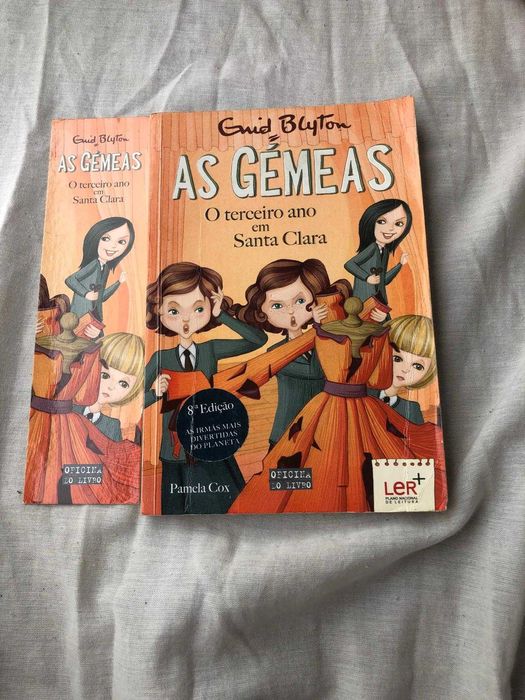 Enid Blyton
AS GÉMEAS
O terceiro ano
em
Santa Clara
OFICINA
DO LIVRO
Enid Blyton
AS GÉMEAS
O terceiro ano
em
Santa Clara
8ª Edição
AS IRMÃS MAIS
DIVERTIDAS
DO PLANETA
Pamela Cox
OFICINA
DO LIVRO
LeR+
PLANO NACIONAL
DE LEITURA